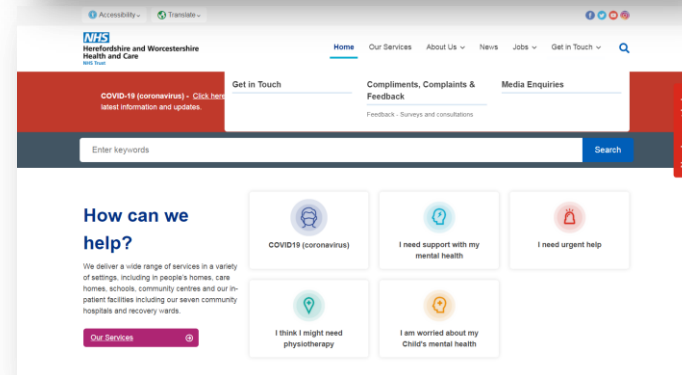 Accessibility
Translate
NHS
Herefordshire and Worcestershire
Health and Care
NHS Trust
Home Our Services About Us News Jobs Get in Touch
Get in Touch
Compliments, Complaints &
Feedback
Feedback - Surveys and consultations
Media Enquiries
COVID-19 (coronavirus) - Click here
latest information and updates.
Enter keywords
Search
How can we
help?
We deliver a wide range of services in a variety
of settings, including in people's homes, care
homes, schools, community centres and our in-
patient facilities including our seven community
hospitals and recovery wards.
Our Services
COVID19 (coronavirus)
I need support with my
mental health
I need urgent help
I think I might need
physiotherapy
I am worried about my
Child's mental health